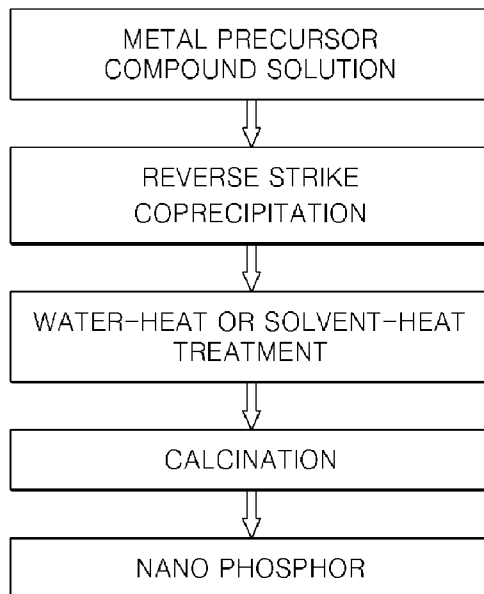 METAL PRECURSOR
COMPOUND SOLUTION
REVERSE STRIKE
COPRECIPITATION
WATER-HEAT OR SOLVENT-HEAT
TREATMENT
CALCINATION
NANO PHOSPHOR